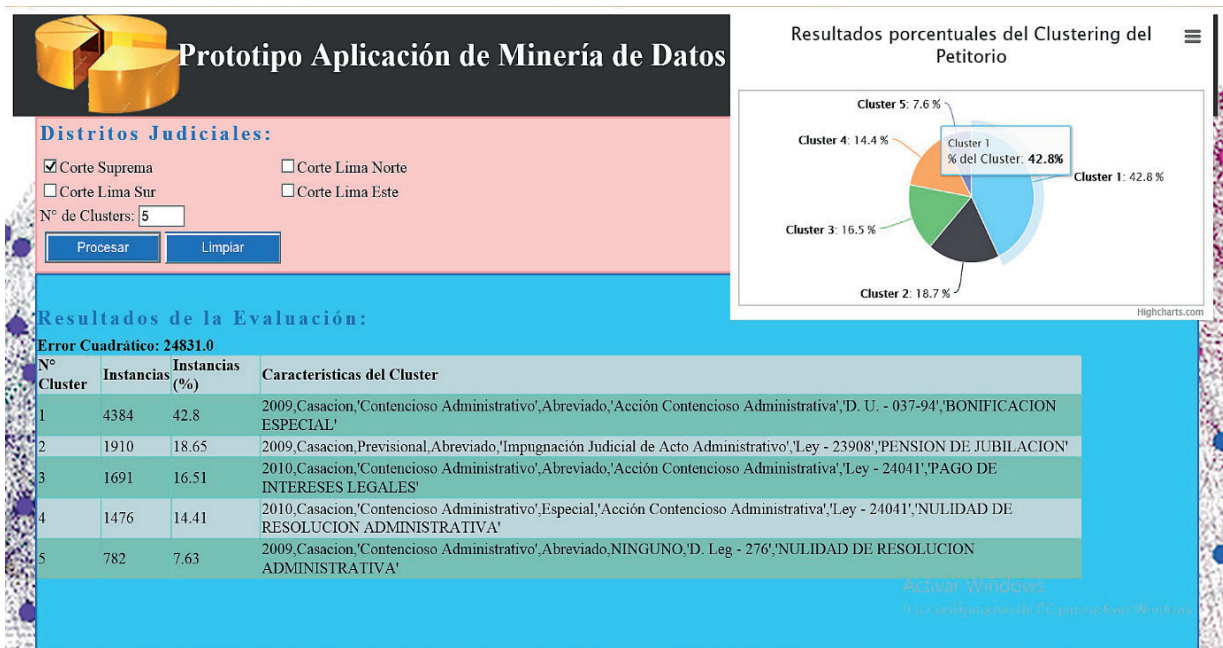 Prototipo Aplicación de Minería de Datos
Resultados porcentuales del Clustering del
Petitorio
Cluster 5: 7.6 %
Cluster 4: 14.4 %
Cluster 1
% del Cluster: 42.8%
Cluster 1: 42.8 %
Cluster 3: 16.5 %
Cluster 2: 18.7 %
Highcharts.com
Distritos Judiciales:
Corte Suprema
Corte Lima Norte
Corte Lima Sur
Corte Lima Este
N° de Clusters: 5
Procesar
Limpiar
Resultados de la Evaluación:
Error Cuadrático: 24831.0
N° Cluster Instancias Instancias (%) Caracteristicas del Cluster
1 4384 42.8 2009,Casacion,'Contencioso Administrativo',Abreviado,'Acción Contencioso Administrativa','D. U. - 037-94','BONIFICACION
ESPECIAL'
2 1910 18.65 2009,Casacion,Previsional,Abreviado,'Impugnación Judicial de Acto Administrativo','Ley - 23908','PENSION DE JUBILACION'
3 1691 16.51 2010,Casacion,'Contencioso Administrativo',Abreviado,'Acción Contencioso Administrativa','Ley - 24041','PAGO DE
INTERESES LEGALES'
4 1476 14.41 2010,Casacion,'Contencioso Administrativo',Especial,'Acción Contencioso Administrativa','Ley - 24041','NULIDAD DE
RESOLUCION ADMINISTRATIVA'
5 782 7.63 2009,Casacion,'Contencioso Administrativo',Abreviado,NINGUNO,'D. Leg - 276','NULIDAD DE RESOLUCION
ADMINISTRATIVA'
Activar Windows